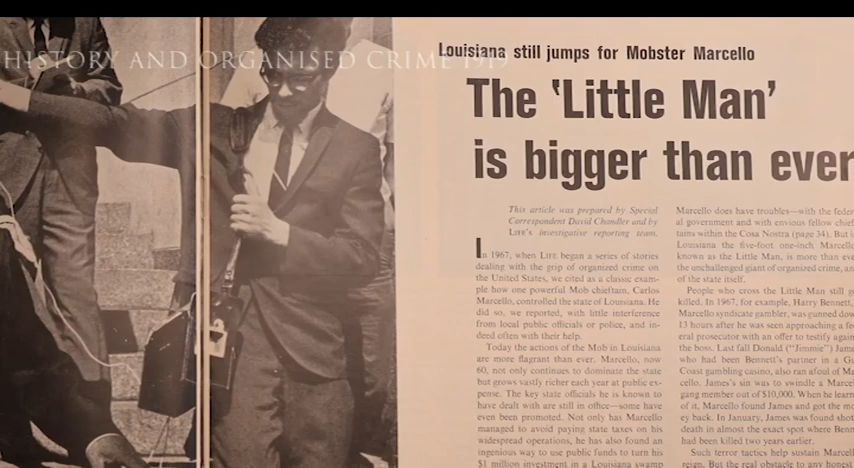 HISTORY AND ORGANISED CRIME 1919
Louisiana still jumps for Mobster Marcello
The 'Little Man'
is bigger than ever
This article was prepared by Special
Correspondent David Chandler and by
LIFE's investigative reporting team.
In 1967, when LIFE began a series of stories
dealing with the grip of organized crime on
the United States, we cited as a classic exam-
ple how one powerful Mob chieftain, Carlos
Marcello, controlled the state of Louisiana. He
did so, we reported, with little interference
from local public officials or police, and in-
deed often with their help.
Today the actions of the Mob in Louisiana
are more flagrant than ever. Marcello, now
60, not only continues to dominate the state
but grows vastly richer each year at public ex-
pense. The key state officials he is known to
have dealt with are still in office—some have
even been promoted. Not only has Marcello
managed to avoid paying state taxes on his
widespread operations, he has also found an
ingenious way to use public funds to turn his
$1 million investment in a Louisiana swamp
Marcello does have troubles—with the feder-
al government and with envious fellow chief-
tains within the Cosa Nostra (page 34). But i
Louisiana the five-foot one-inch Marcello
known as the Little Man, is more than eve
the unchallenged giant of organized crime, an
of the state itself.
People who cross the Little Man still g
killed. In 1967, for example, Harry Bennett,
Marcello syndicate gambler, was gunned dow
13 hours after he was seen approaching a fe
eral prosecutor with an offer to testify again
the boss. Last fall Donald ("Jimmie") Jame
who had been Bennett's partner in a Gu
Coast gambling casino, also ran afoul of Ma
cello. James's sin was to swindle a Marcel
gang member out of $10,000. When he learn
of it, Marcello found James and got the mo
ey back. In January, James was found shot
death in almost the exact spot where Benn
had been killed two years earlier.
Such terror tactics help sustain Marcell
reign. But the real obstacle to any hones